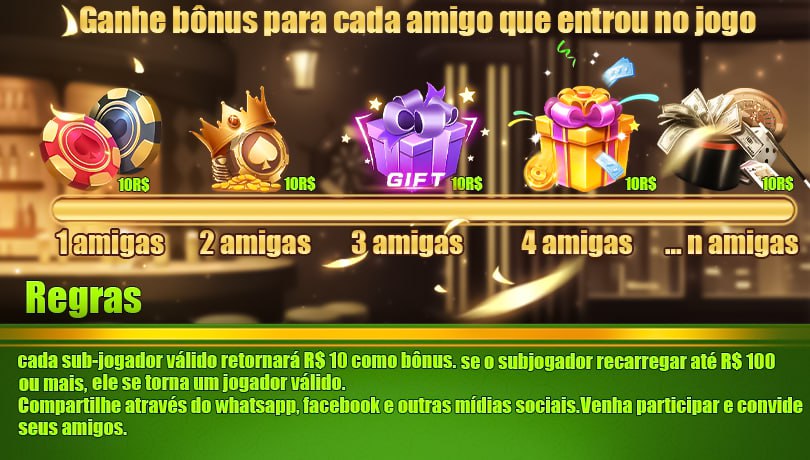 Ganhe bônus para cada amigo que entrou no jogo
GIFT
10R$ 10R$ 10R$ 10R$ 10R$
1 amigas 2 amigas 3 amigas 4 amigas ... n amigas
Regras
cada sub-jogador válido retornará R$ 10 como bônus. se o subjogador recarregar até R$ 100
ou mais, ele se torna um jogador válido.
Compartilhe através do whatsapp, facebook e outras mídias sociais.Venha participar e convide
seus amigos.